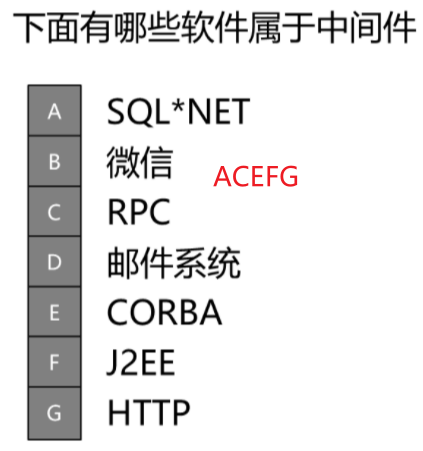 下面有哪些软件属于中间件
A SQL*NET
B 微信
ACEFG
C RPC
D 邮件系统
E CORBA
F J2EE
G HTTP